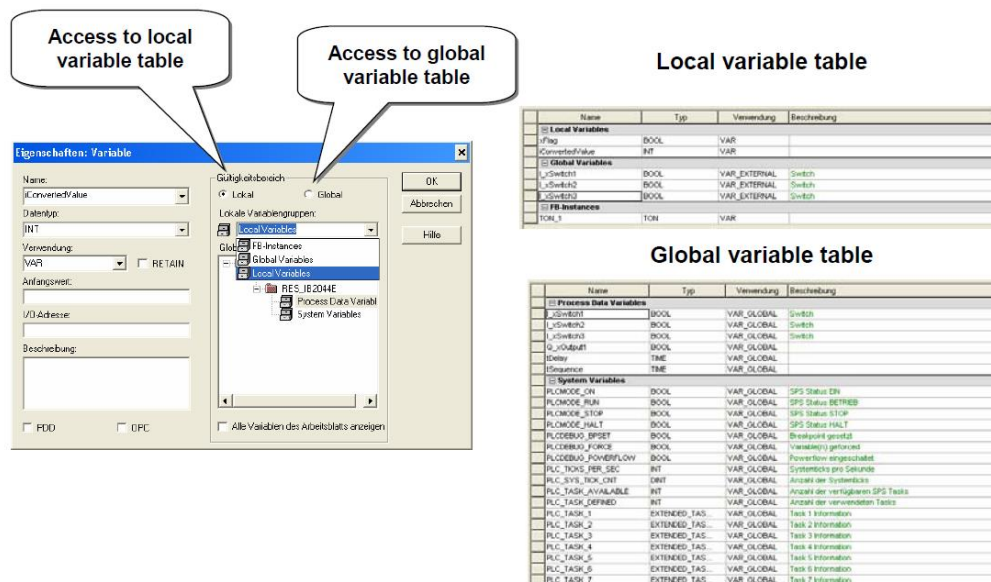 Access to local
variable table
Access to global
variable table
Eigenschaften: Variable
Name:
iConvertedValue
Datentyp:
INT
Verwendung:
VAR
RETAIN
Anfangswert:
I/O-Adresse:
Beschreibung:
PDD
OPC
Gültigkeitsbereich
Lokal
Global
Lokale Variablengruppen:
Local Variables
FB-Instances
Global Variables
Local Variables
RES_IB2044E
Process Data Variabl
System Variables
Alle Variablen des Arbeitsblatts anzeigen
OK
Abbrechen
Hilfe
Local variable table
Name Typ Verwendung Beschreibung
Local Variables
xFlag BOOL VAR
iConvertedValue INT VAR
Global Variables
I_xSwitch1 BOOL VAR_EXTERNAL Switch
I_xSwitch2 BOOL VAR_EXTERNAL Switch
I_xSwitch3 BOOL VAR_EXTERNAL Switch
FB-Instances
TON_1 TON VAR
Global variable table
Name Typ Verwendung Beschreibung
Process Data Variables
I_xSwitch1 BOOL VAR_GLOBAL Switch
I_xSwitch2 BOOL VAR_GLOBAL Switch
I_xSwitch3 BOOL VAR_GLOBAL Switch
Q_xOutput1 BOOL VAR_GLOBAL
tDelay TIME VAR_GLOBAL
tSequence TIME VAR_GLOBAL
System Variables
PLCMODE_ON BOOL VAR_GLOBAL SPS Status EIN
PLCMODE_RUN BOOL VAR_GLOBAL SPS Status BETRIEB
PLCMODE_STOP BOOL VAR_GLOBAL SPS Status STOP
PLCMODE_HALT BOOL VAR_GLOBAL SPS Status HALT
PLCDEBUG_BPSET BOOL VAR_GLOBAL Breakpoint gesetzt
PLCDEBUG_FORCE BOOL VAR_GLOBAL Variable(n) geforced
PLCDEBUG_POWERFLOW BOOL VAR_GLOBAL Powerflow eingeschaltet
PLC_TICKS_PER_SEC INT VAR_GLOBAL Systemticks pro Sekunde
PLC_SYS_TICK_CNT DINT VAR_GLOBAL Anzahl der Systemticks
PLC_TASK_AVAILABLE INT VAR_GLOBAL Anzahl der verfügbaren SPS Tasks
PLC_TASK_DEFINED INT VAR_GLOBAL Anzahl der verwendeten Tasks
PLC_TASK_1 EXTENDED_TAS... VAR_GLOBAL Task 1 Information
PLC_TASK_2 EXTENDED_TAS... VAR_GLOBAL Task 2 Information
PLC_TASK_3 EXTENDED_TAS... VAR_GLOBAL Task 3 Information
PLC_TASK_4 EXTENDED_TAS... VAR_GLOBAL Task 4 Information
PLC_TASK_5 EXTENDED_TAS... VAR_GLOBAL Task 5 Information
PLC_TASK_6 EXTENDED_TAS... VAR_GLOBAL Task 6 Information
PLC_TASK_7 EXTENDED_TAS... VAR_GLOBAL Task 7 Information